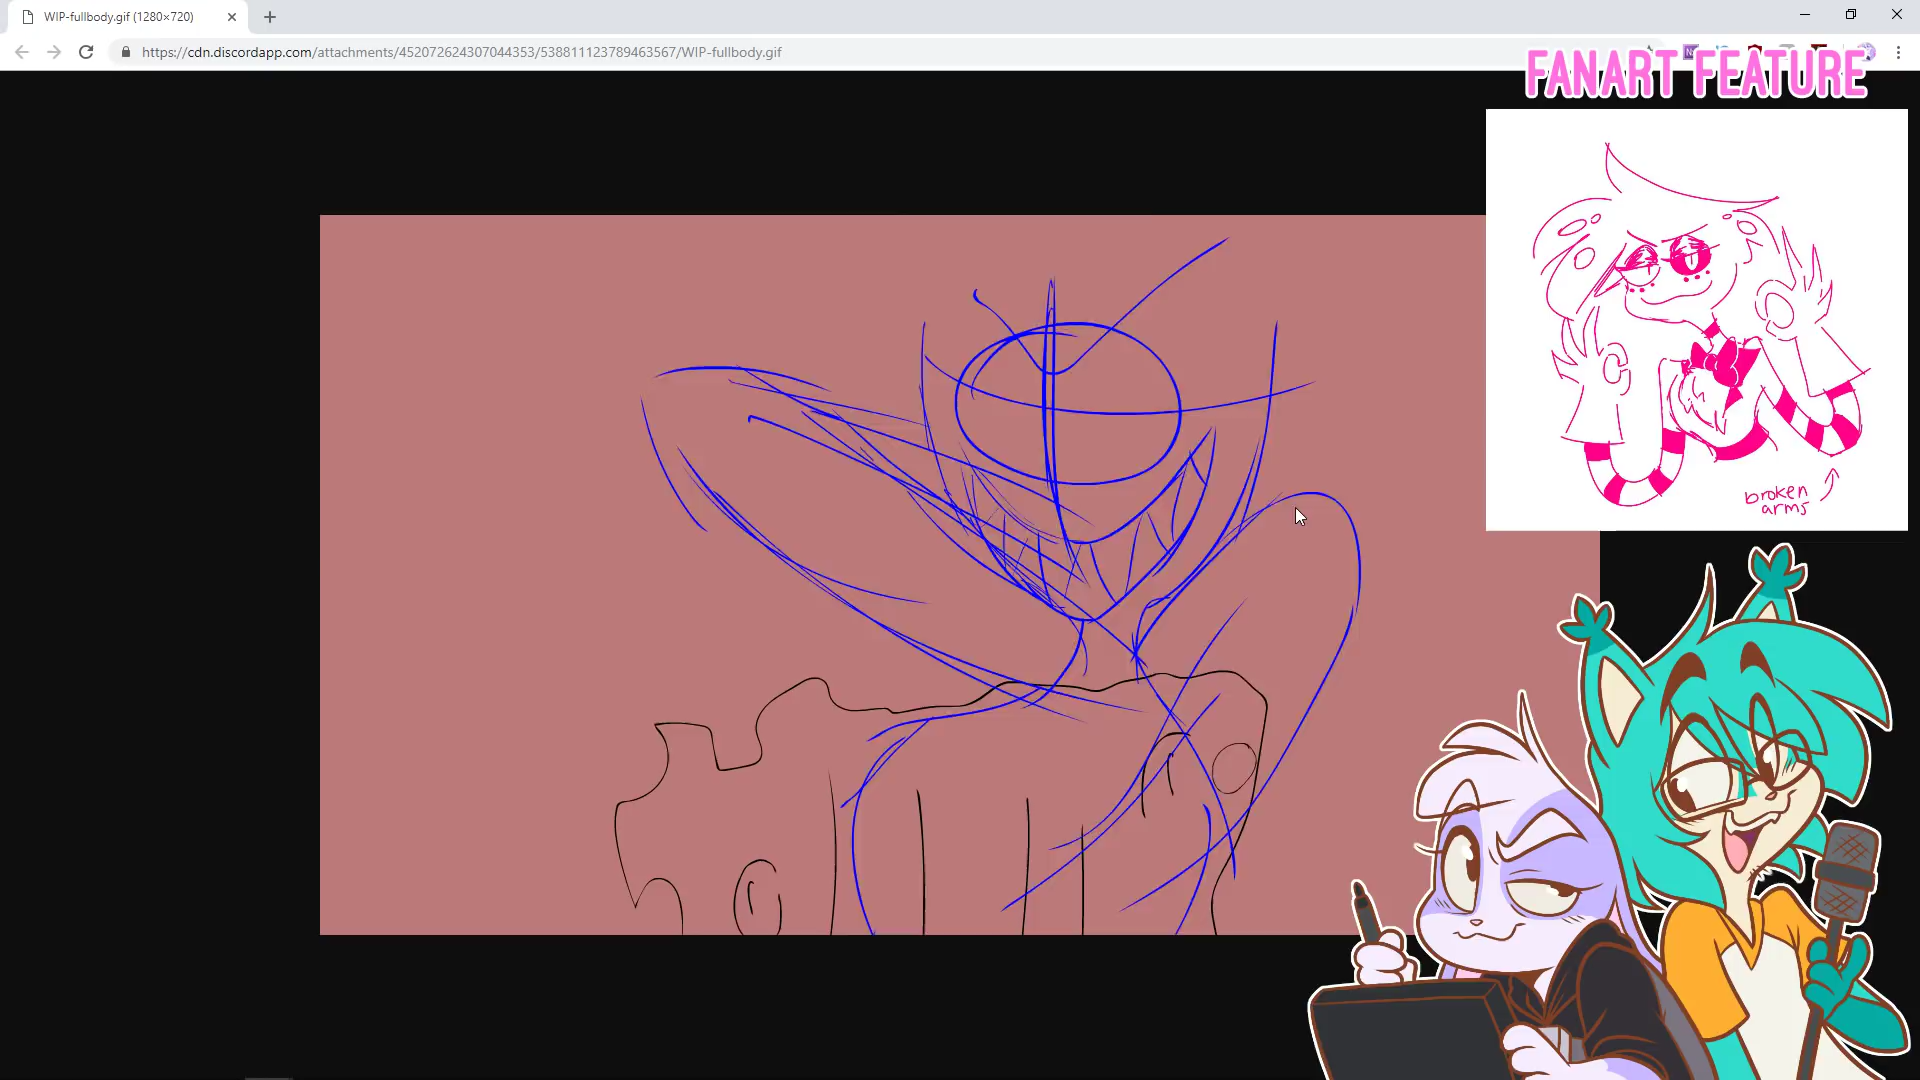 WIP-fullbody.gif (1280×720)
https://cdn.discordapp.com/attachments/452072624307044353/538811123789463567/WIP-fullbody.gif
FANART FEATURE
broken
arms